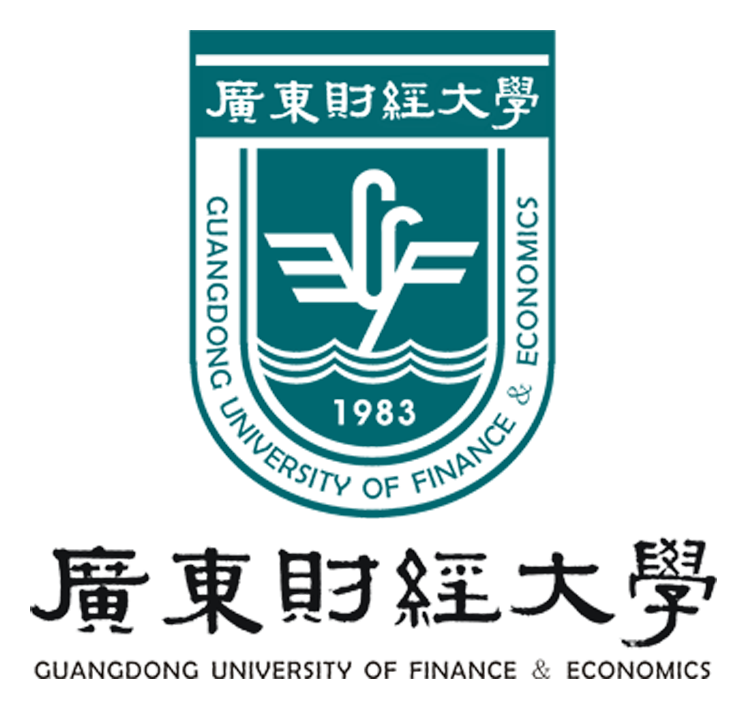 廣東財經大學
GUANGDONG UNIVERSITY OF FINANCE & ECONOMICS
1983
廣東財經大學
GUANGDONG UNIVERSITY OF FINANCE & ECONOMICS